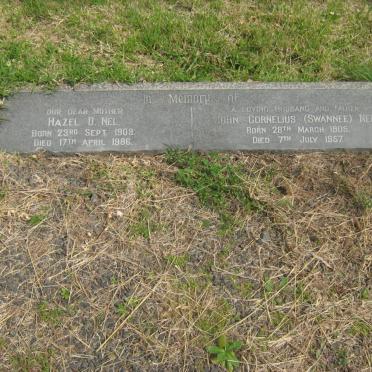 In Memory of
OUR DEAR MOTHER
HAZEL D. NEL
BORN 23RD SEPT. 1908.
DIED 17TH APRIL 1986.
A LOVING HUSBAND AND FATHER
JOHN CORNELIUS (SWANNEE) NEL
BORN 28TH MARCH 1905.
DIED 7TH JULY 1957.